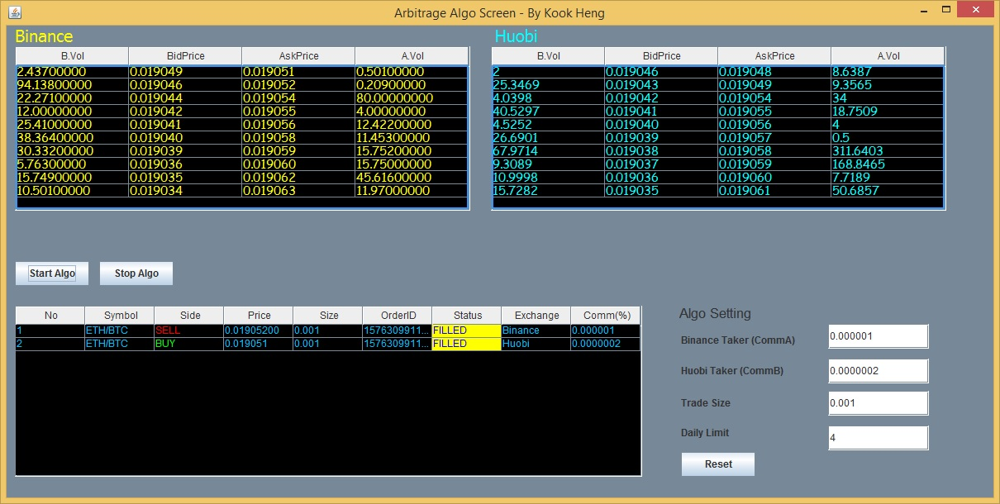 Arbitrage Algo Screen - By Kook Heng
Binance
B.Vol BidPrice AskPrice A.Vol
2.43700000 0.019049 0.019051 0.50100000
94.13800000 0.019046 0.019052 0.20900000
22.27100000 0.019044 0.019054 80.00000000
12.00000000 0.019042 0.019055 4.00000000
25.41000000 0.019041 0.019056 12.42200000
38.36400000 0.019040 0.019058 11.45300000
30.33200000 0.019039 0.019059 15.75200000
5.76300000 0.019036 0.019060 15.75000000
15.74900000 0.019035 0.019062 45.61600000
10.50100000 0.019034 0.019063 11.97000000
Huobi
B.Vol BidPrice AskPrice A.Vol
2 0.019046 0.019048 8.6387
25.3469 0.019043 0.019049 9.3565
4.0398 0.019042 0.019054 34
40.5297 0.019041 0.019055 18.7509
4.5252 0.019040 0.019056 4
26.6901 0.019039 0.019057 0.5
67.9714 0.019038 0.019058 311.6403
9.3089 0.019037 0.019059 168.8465
10.9998 0.019036 0.019060 7.7189
15.7282 0.019035 0.019061 50.6857
Start Algo Stop Algo
No Symbol Side Price Size OrderID Status Exchange Comm(%)
1 ETH/BTC SELL 0.01905200 0.001 1576309911... FILLED Binance 0.000001
2 ETH/BTC BUY 0.019051 0.001 1576309911... FILLED Huobi 0.0000002
Algo Setting
Binance Taker (CommA) 0.000001
Huobi Taker (CommB) 0.0000002
Trade Size 0.001
Daily Limit 4
Reset